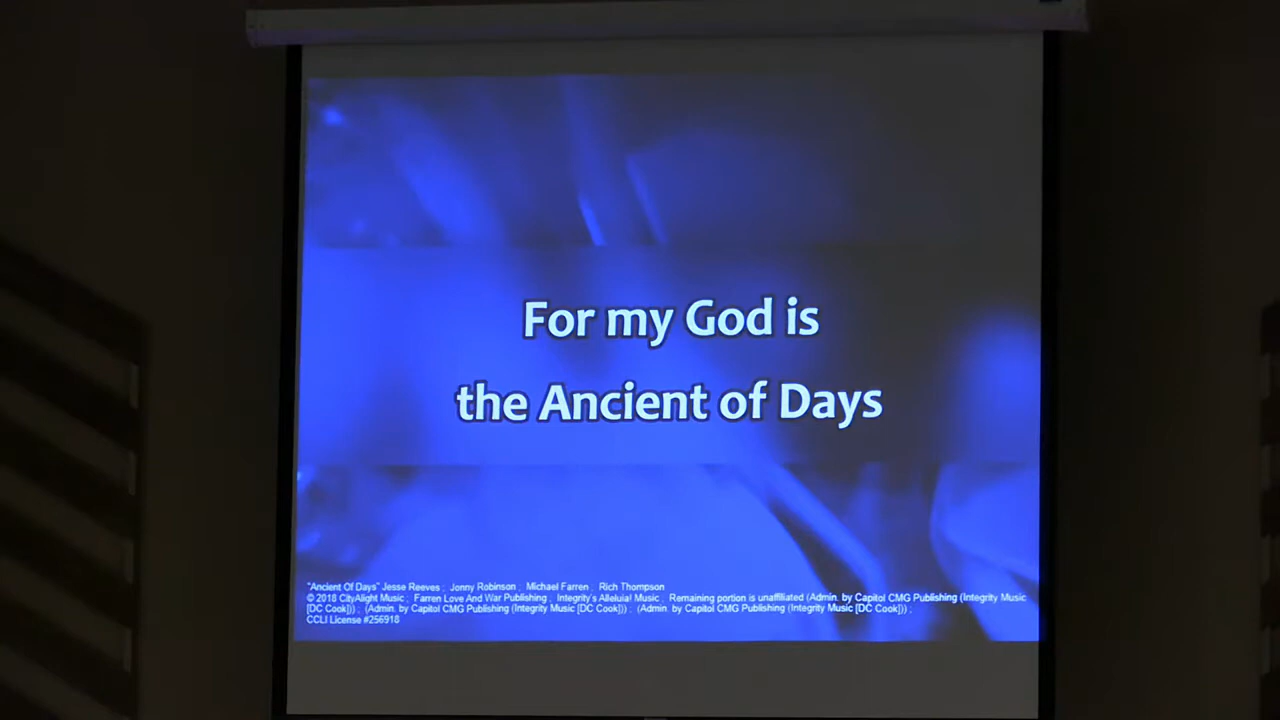 For my God is
the Ancient of Days
"Ancient Of Days" Jesse Reeves ; Jonny Robinson ; Michael Farren ; Rich Thompson
© 2018 CityAlight Music ; Farren Love And War Publishing ; Integrity's Alleluia! Music ; Remaining portion is unaffiliated (Admin. by Capitol CMG Publishing (Integrity Music
[DC Cook])) ; (Admin. by Capitol CMG Publishing (Integrity Music [DC Cook])) ; (Admin. by Capitol CMG Publishing (Integrity Music [DC Cook])) ;
CCLI License #256918